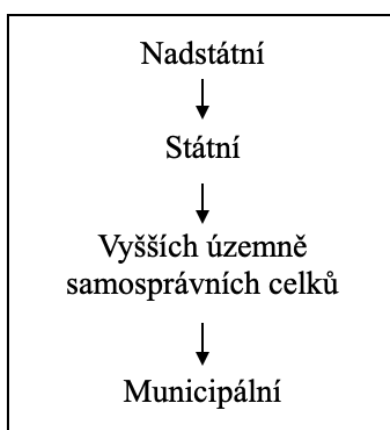 Nadstátní
Státní
Vyšších územně
samosprávních celků
Municipální